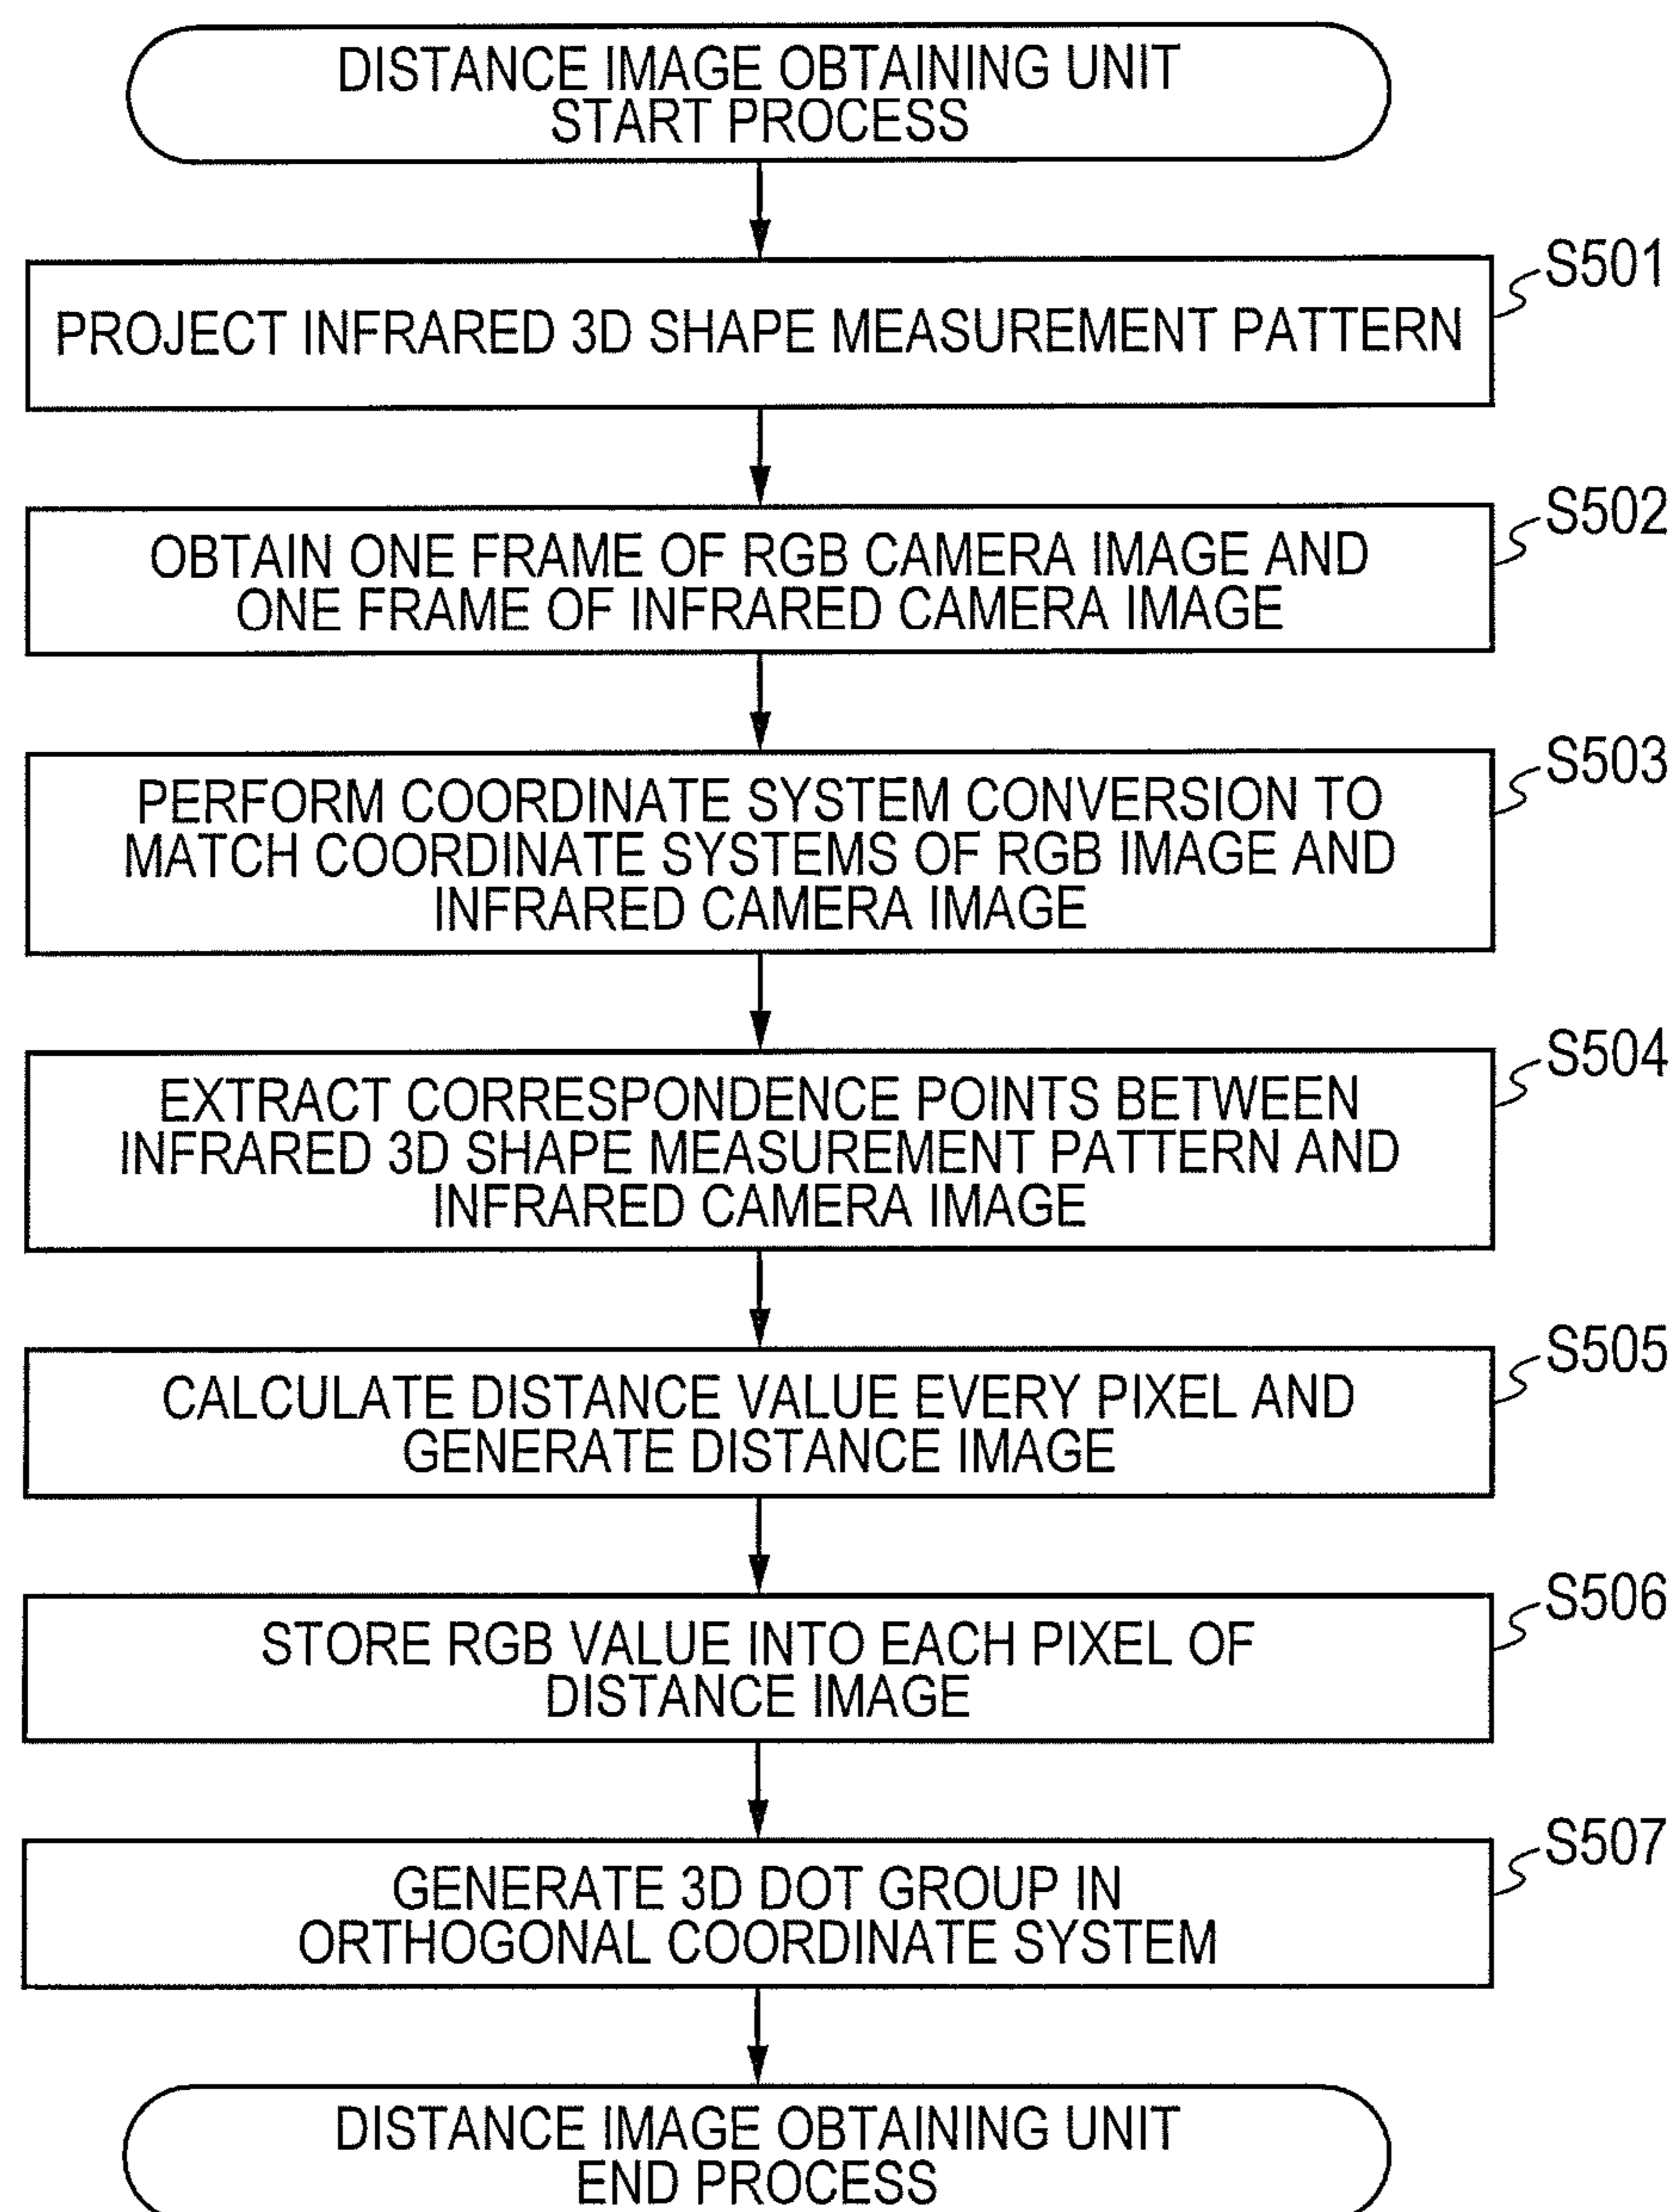 DISTANCE IMAGE OBTAINING UNIT
START PROCESS
S501
PROJECT INFRARED 3D SHAPE MEASUREMENT PATTERN
S502
OBTAIN ONE FRAME OF RGB CAMERA IMAGE AND
ONE FRAME OF INFRARED CAMERA IMAGE
S503
PERFORM COORDINATE SYSTEM CONVERSION TO
MATCH COORDINATE SYSTEMS OF RGB IMAGE AND
INFRARED CAMERA IMAGE
S504
EXTRACT CORRESPONDENCE POINTS BETWEEN
INFRARED 3D SHAPE MEASUREMENT PATTERN AND
INFRARED CAMERA IMAGE
S505
CALCULATE DISTANCE VALUE EVERY PIXEL AND
GENERATE DISTANCE IMAGE
S506
STORE RGB VALUE INTO EACH PIXEL OF
DISTANCE IMAGE
S507
GENERATE 3D DOT GROUP IN
ORTHOGONAL COORDINATE SYSTEM
DISTANCE IMAGE OBTAINING UNIT
END PROCESS